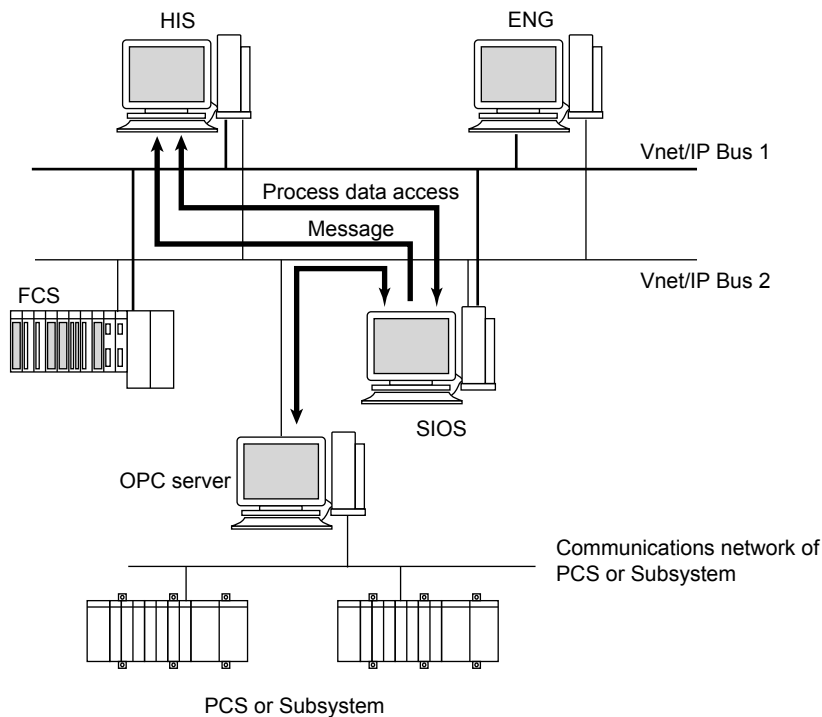 HIS
ENG
Vnet/IP Bus 1
Process data access
Message
Vnet/IP Bus 2
FCS
SIOS
OPC server
Communications network of
PCS or Subsystem
PCS or Subsystem